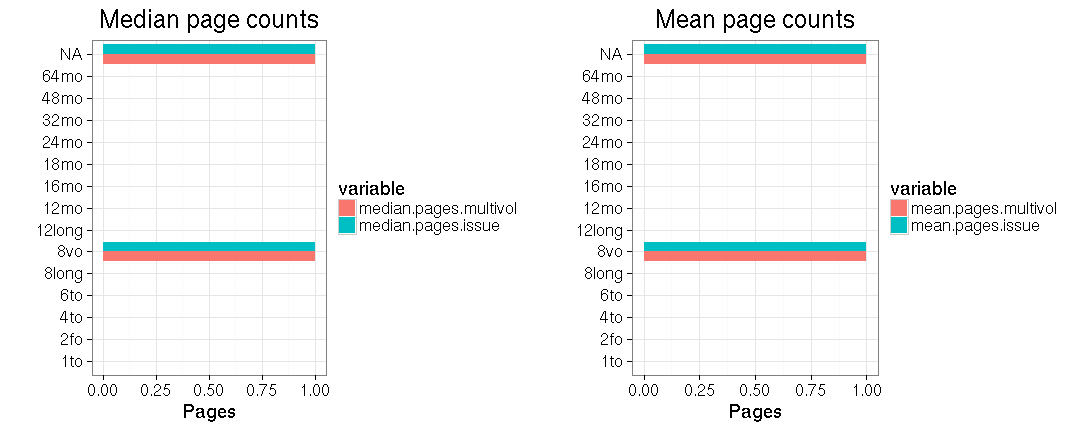 Median page counts
NA
64mo
48mo
32mo
24mo
18mo
16mo
12mo
12long
8vo
8long
6to
4to
2fo
1to
0.00 0.25 0.50 0.75 1.00
Pages
variable
median.pages.multivol
median.pages.issue
Mean page counts
NA
64mo
48mo
32mo
24mo
18mo
16mo
12mo
12long
8vo
8long
6to
4to
2fo
1to
0.00 0.25 0.50 0.75 1.00
Pages
variable
mean.pages.multivol
mean.pages.issue